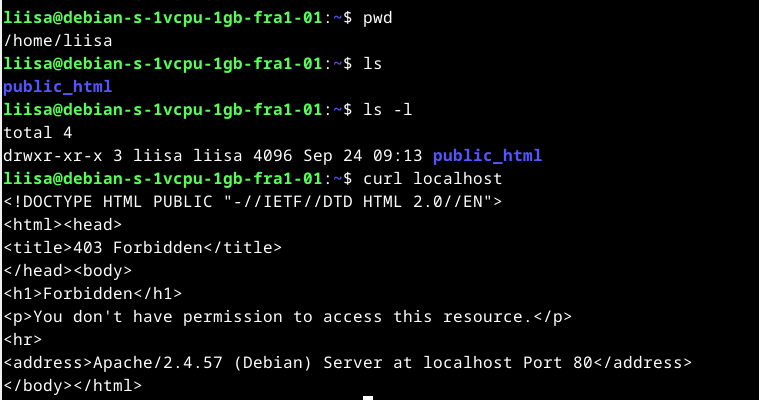 liisa@debian-s-1vcpu-1gb-fra1-01:~$ pwd
/home/liisa
liisa@debian-s-1vcpu-1gb-fra1-01:~$ ls
public_html
liisa@debian-s-1vcpu-1gb-fra1-01:~$ ls -l
total 4
drwxr-xr-x 3 liisa liisa 4096 Sep 24 09:13 public_html
liisa@debian-s-1vcpu-1gb-fra1-01:~$ curl localhost
<!DOCTYPE HTML PUBLIC "-//IETF//DTD HTML 2.0//EN">
<html><head>
<title>403 Forbidden</title>
</head><body>
<h1>Forbidden</h1>
<p>You don't have permission to access this resource.</p>
<hr>
<address>Apache/2.4.57 (Debian) Server at localhost Port 80</address>
</body></html>